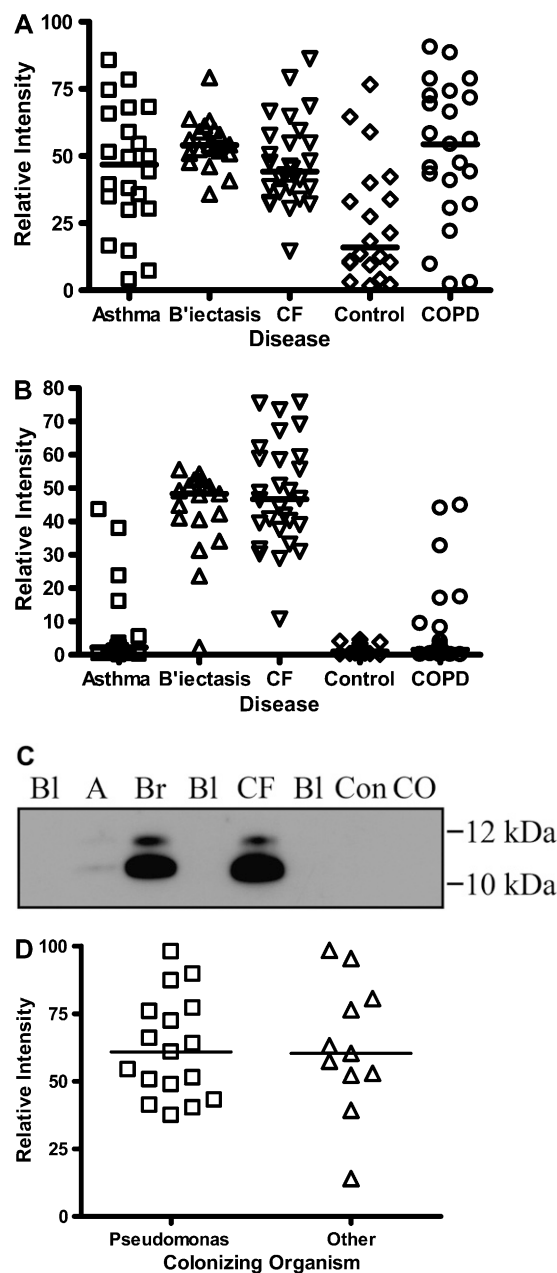 A
Relative Intensity
100
75
50
25
0
Asthma B'iectasis CF Control COPD
Disease
B
Relative Intensity
80
70
60
50
40
30
20
10
0
Asthma B'iectasis CF Control COPD
Disease
C
Bl A Br Bl CF Bl Con CO
12 kDa
10 kDa
D
Relative Intensity
100
75
50
25
0
Pseudomonas Other
Colonizing Organism